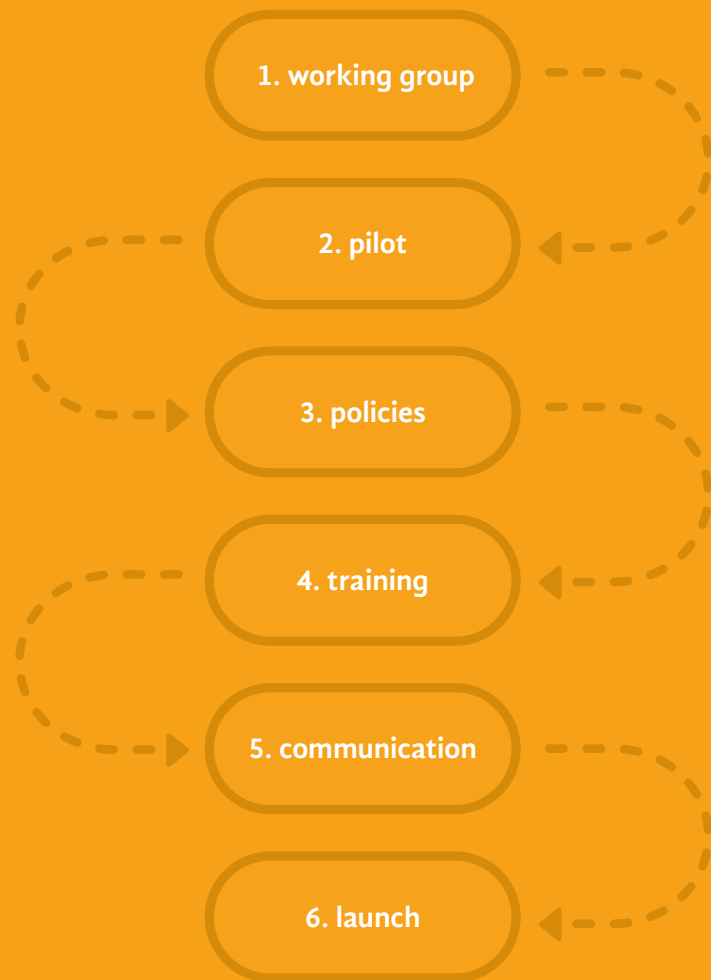 1. working group
2. pilot
3. policies
4. training
5. communication
6. launch